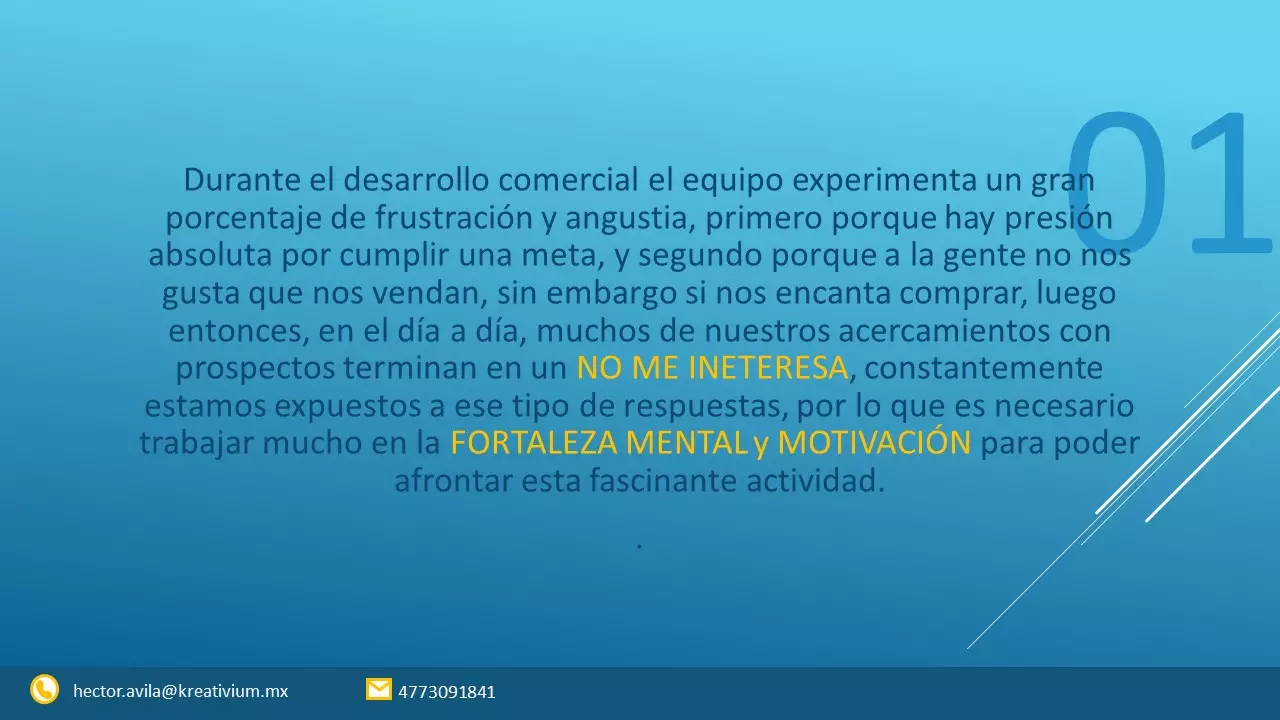 01
Durante el desarrollo comercial el equipo experimenta un gran
porcentaje de frustración y angustia, primero porque hay presión
absoluta por cumplir una meta, y segundo porque a la gente no nos
gusta que nos vendan, sin embargo si nos encanta comprar, luego
entonces, en el día a día, muchos de nuestros acercamientos con
prospectos terminan en un NO ME INETERESA, constantemente
estamos expuestos a ese tipo de respuestas, por lo que es necesario
trabajar mucho en la FORTALEZA MENTAL y MOTIVACIÓN para poder
afrontar esta fascinante actividad.
.
hector.avila@kreativium.mx
4773091841